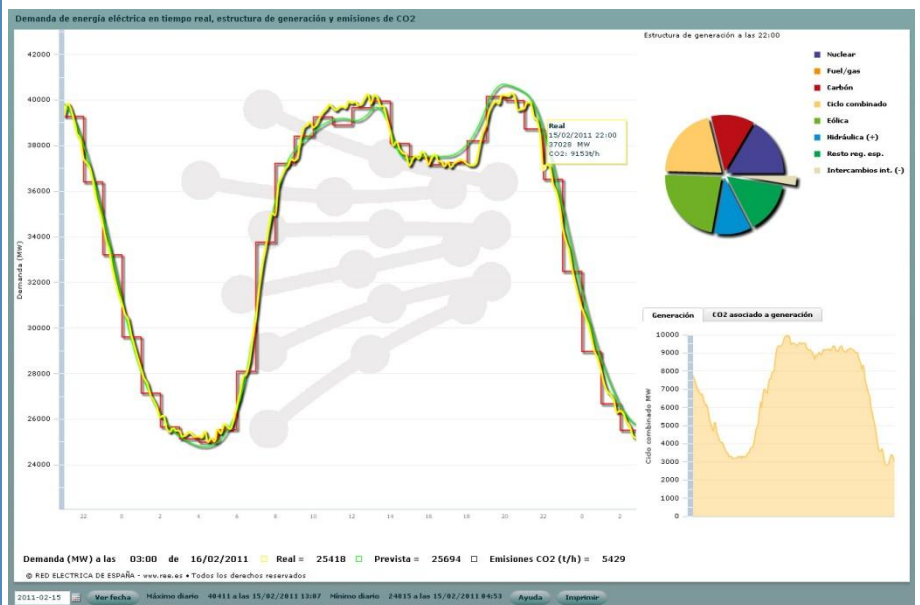 Demanda de energía eléctrica en tiempo real, estructura de generación y emisiones de CO2
Estructura de generación a las 22:00
Nuclear
Fuel/gas
Carbón
Ciclo combinado
Eólica
Hidráulica (+)
Resto reg. esp.
Intercambios int. (-)
Demanda (MW)
42000
40000
38000
36000
34000
32000
30000
28000
26000
24000
22 0 2 4 6 8 10 12 14 16 18 20 22 0 2
Real
15/02/2011 22:00
37028 MW
CO2: 9153t/h
Generación CO2 asociado a generación
Ciclo combinado MW
10000
9000
8000
7000
6000
5000
4000
3000
2000
1000
0
Demanda (MW) a las 03:00 de 16/02/2011 Real = 25418 Prevista = 25694 Emisiones CO2 (t/h) = 5429
© RED ELECTRICA DE ESPAÑA - www.ree.es • Todos los derechos reservados
2011-02-15 Ver fecha Máximo diario 40411 a las 15/02/2011 13:07 Mínimo diario 24815 a las 15/02/2011 04:53 Ayuda Imprimir